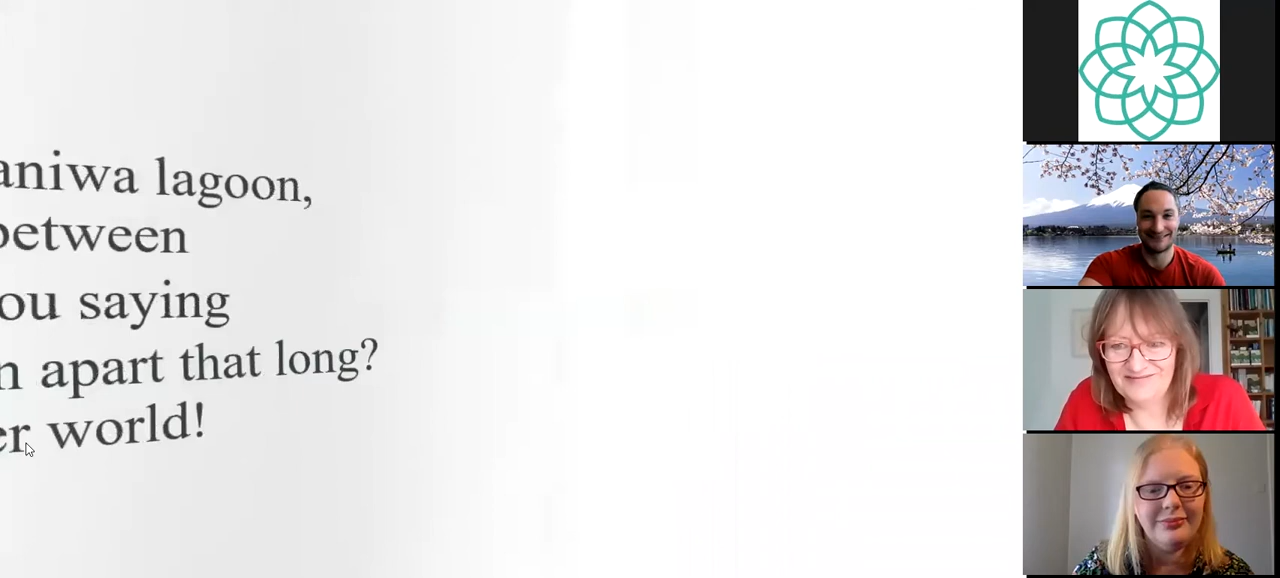 aniwa lagoon,
between
ou saying
n apart that long?
er world!